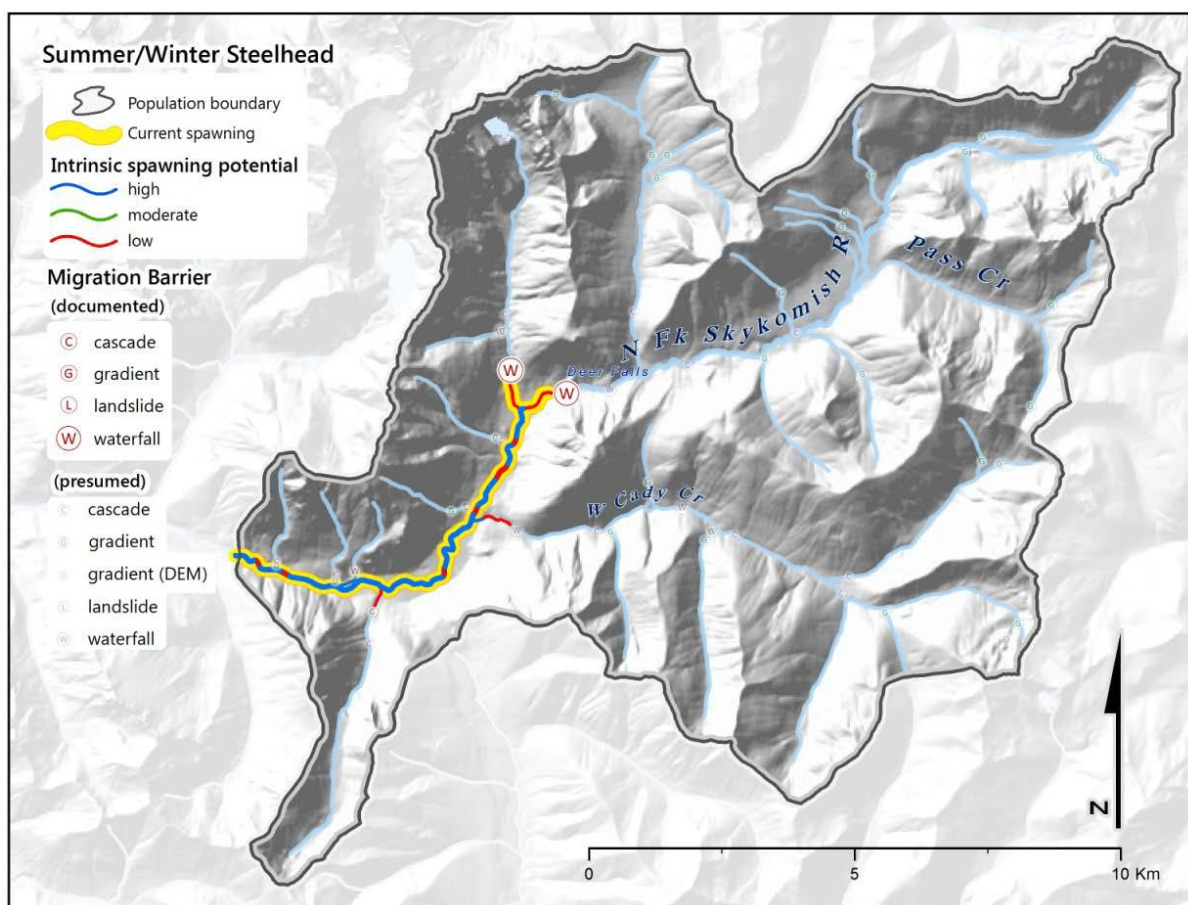 Summer/Winter Steelhead
Population boundary
Current spawning
Intrinsic spawning potential
high
moderate
low
Migration Barrier
(documented)
C cascade
G gradient
L landslide
W waterfall
(presumed)
C cascade
G gradient
gradient (DEM)
L landslide
W waterfall
N Fk Skykomish R
Pass Cr
Deer Falls
W Cady Cr
W
W
N
0 5 10 Km